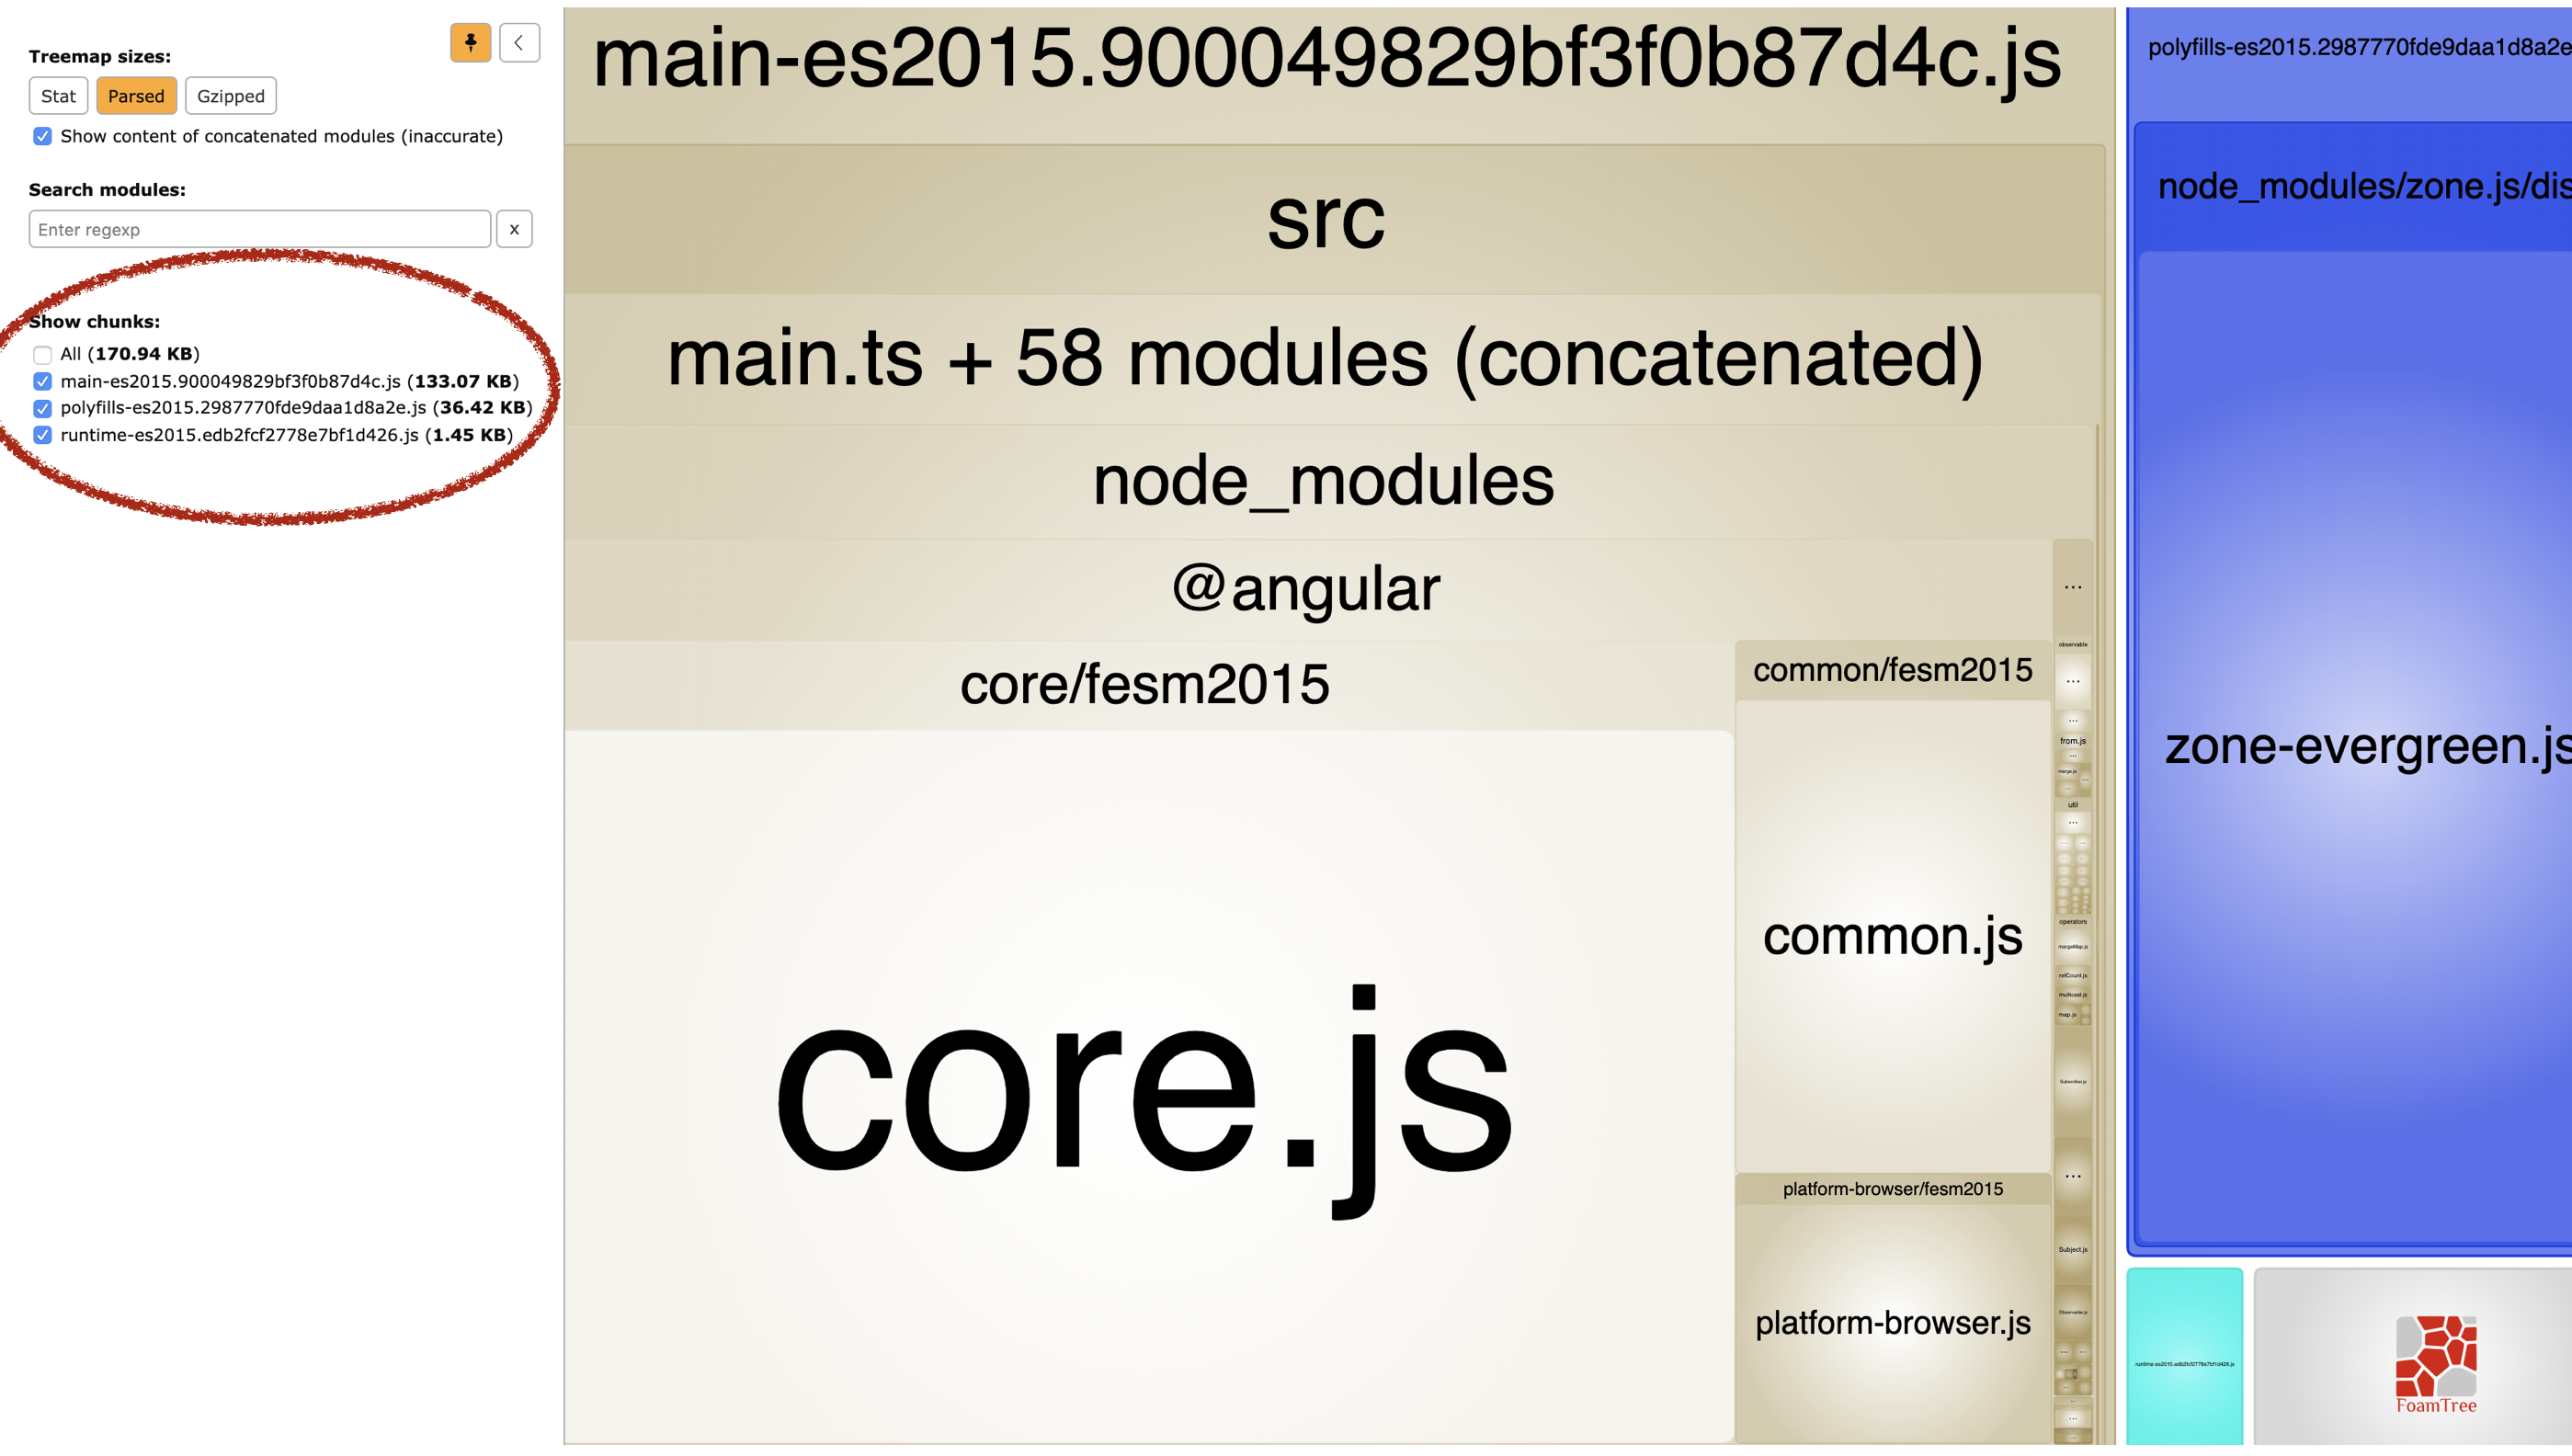 Treemap sizes:
Stat Parsed Gzipped
Show content of concatenated modules (inaccurate)
Search modules:
Enter regexp x
Show chunks:
All (170.94 KB)
main-es2015.900049829bf3f0b87d4c.js (133.07 KB)
polyfills-es2015.2987770fde9daa1d8a2e.js (36.42 KB)
runtime-es2015.edb2fcf2778e7bf1d426.js (1.45 KB)
main-es2015.900049829bf3f0b87d4c.js
src
main.ts + 58 modules (concatenated)
node_modules
@angular
core/fesm2015
core.js
common/fesm2015
common.js
platform-browser/fesm2015
platform-browser.js
...
observable
...
...
from.js
...
merge.js
...
util
...
operators
mergeMap.js
refCount.js
multicast.js
map.js
Subscriber.js
...
Subject.js
Observable.js
...
polyfills-es2015.2987770fde9daa1d8a2e
node_modules/zone.js/dis
zone-evergreen.js
runtime-es2015.edb2fcf2778e7bf1d426.js
FoamTree